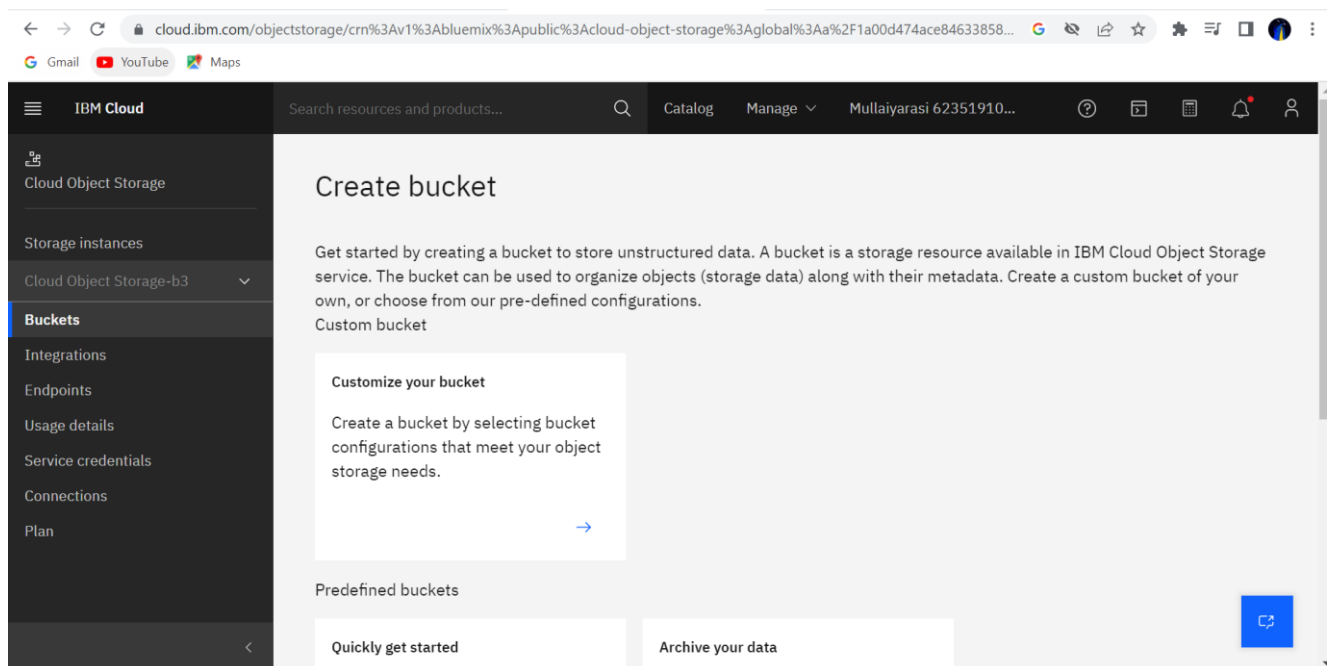 cloud.ibm.com/objectstorage/crn%3Av1%3Abluemix%3Apublic%3Acloud-object-storage%3Aglobal%3Aa%2F1a00d474ace84633858...
Gmail YouTube Maps
IBM Cloud Search resources and products... Catalog Manage Mullaiyarasi 62351910...
Cloud Object Storage
Storage instances
Cloud Object Storage-b3
Buckets
Integrations
Endpoints
Usage details
Service credentials
Connections
Plan
Create bucket
Get started by creating a bucket to store unstructured data. A bucket is a storage resource available in IBM Cloud Object Storage
service. The bucket can be used to organize objects (storage data) along with their metadata. Create a custom bucket of your
own, or choose from our pre-defined configurations.
Custom bucket
Customize your bucket
Create a bucket by selecting bucket
configurations that meet your object
storage needs.
Predefined buckets
Quickly get started
Archive your data